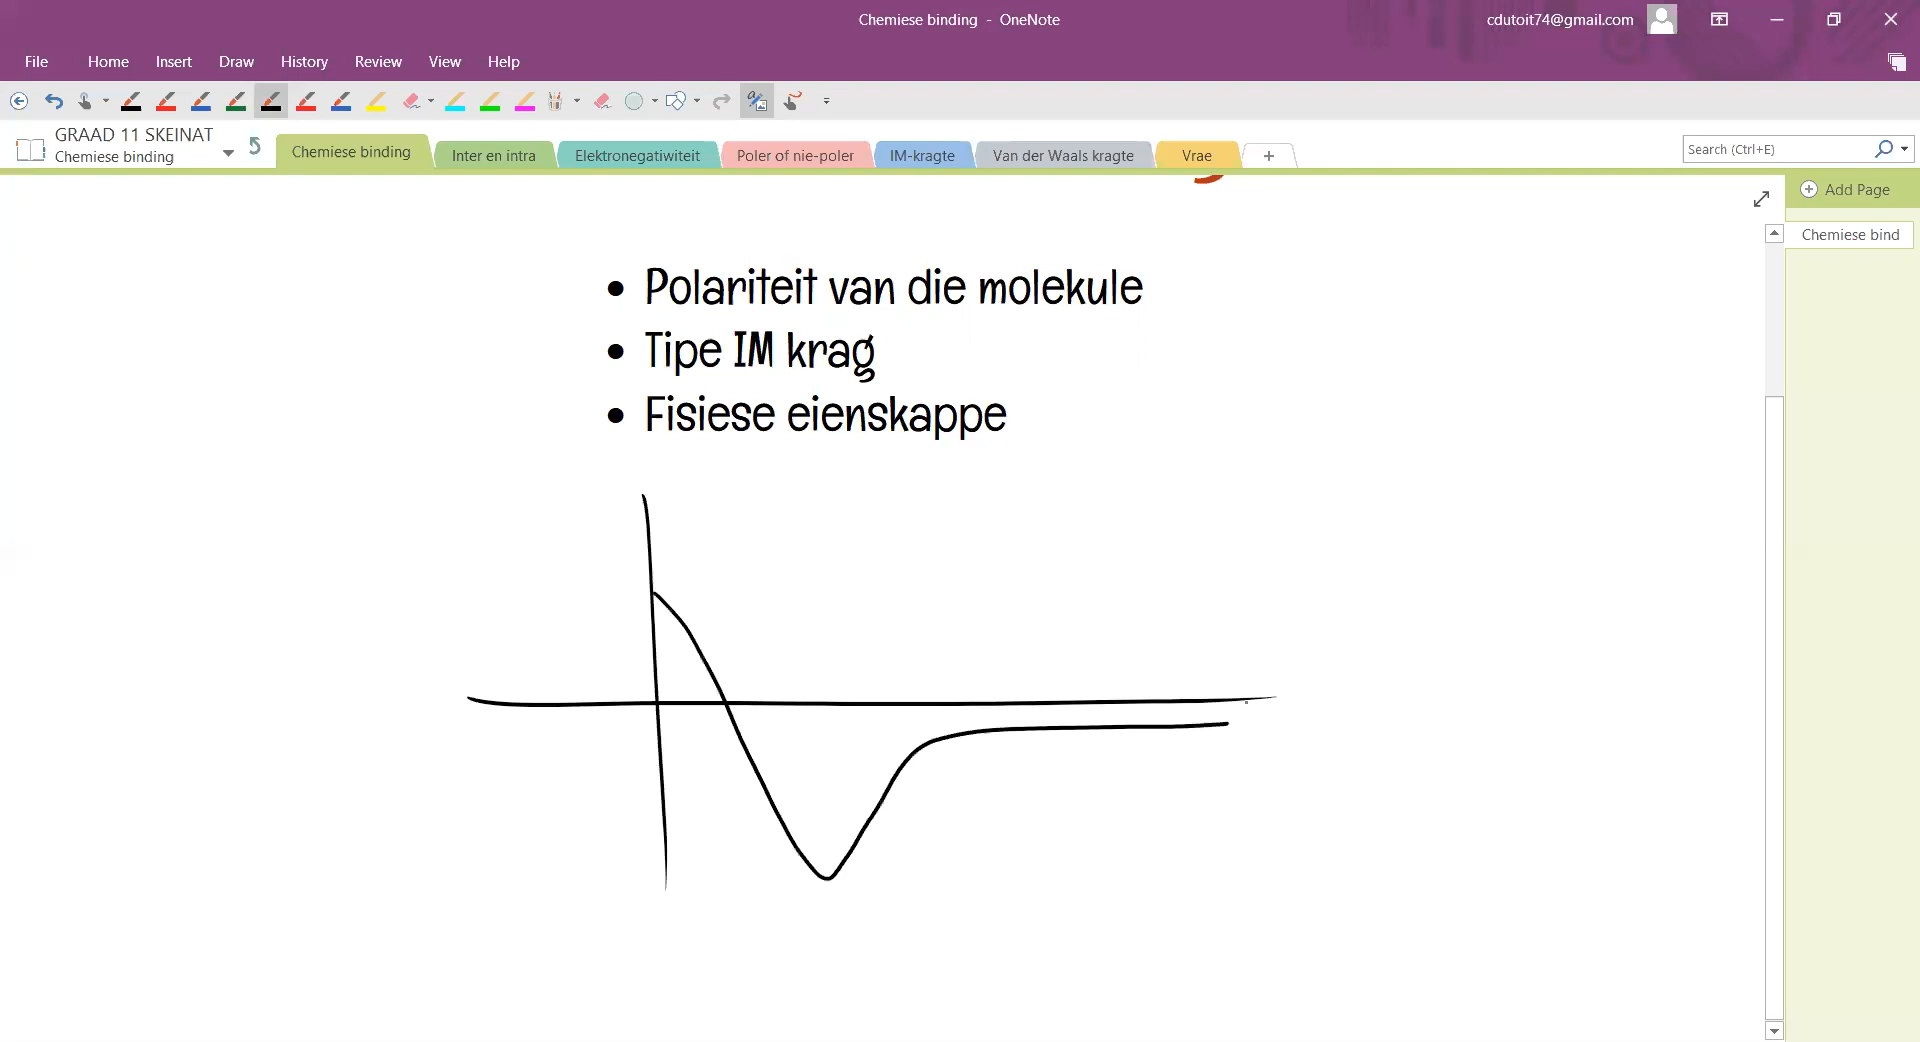 Chemiese binding - OneNote
cdutoit74@gmail.com
File Home Insert Draw History Review View Help
GRAAD 11 SKEINAT
Chemiese binding
Chemiese binding
Inter en intra
Elektronegatiwiteit
Poler of nie-poler
IM-kragte
Van der Waals kragte
Vrae
Search (Ctrl+E)
Add Page
Chemiese bind
• Polariteit van die molekule
• Tipe IM krag
• Fisiese eienskappe